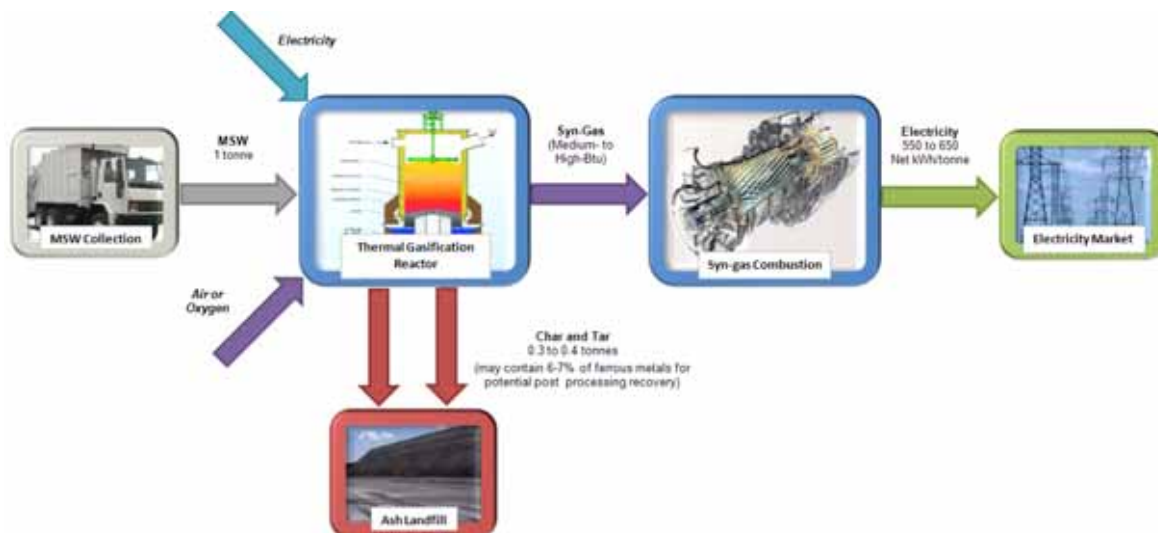 Electricity
MSW
1 tonne
Syn-Gas
(Medium- to
High-Btu)
Electricity
550 to 650
Net kWh/tonne
MSW Collection
Thermal Gasification
Reactor
Syn-gas Combustion
Electricity Market
Air or
Oxygen
Char and Tar
0.3 to 0.4 tonnes
(may contain 6-7% of ferrous metals for
potential post processing recovery)
Ash Landfill